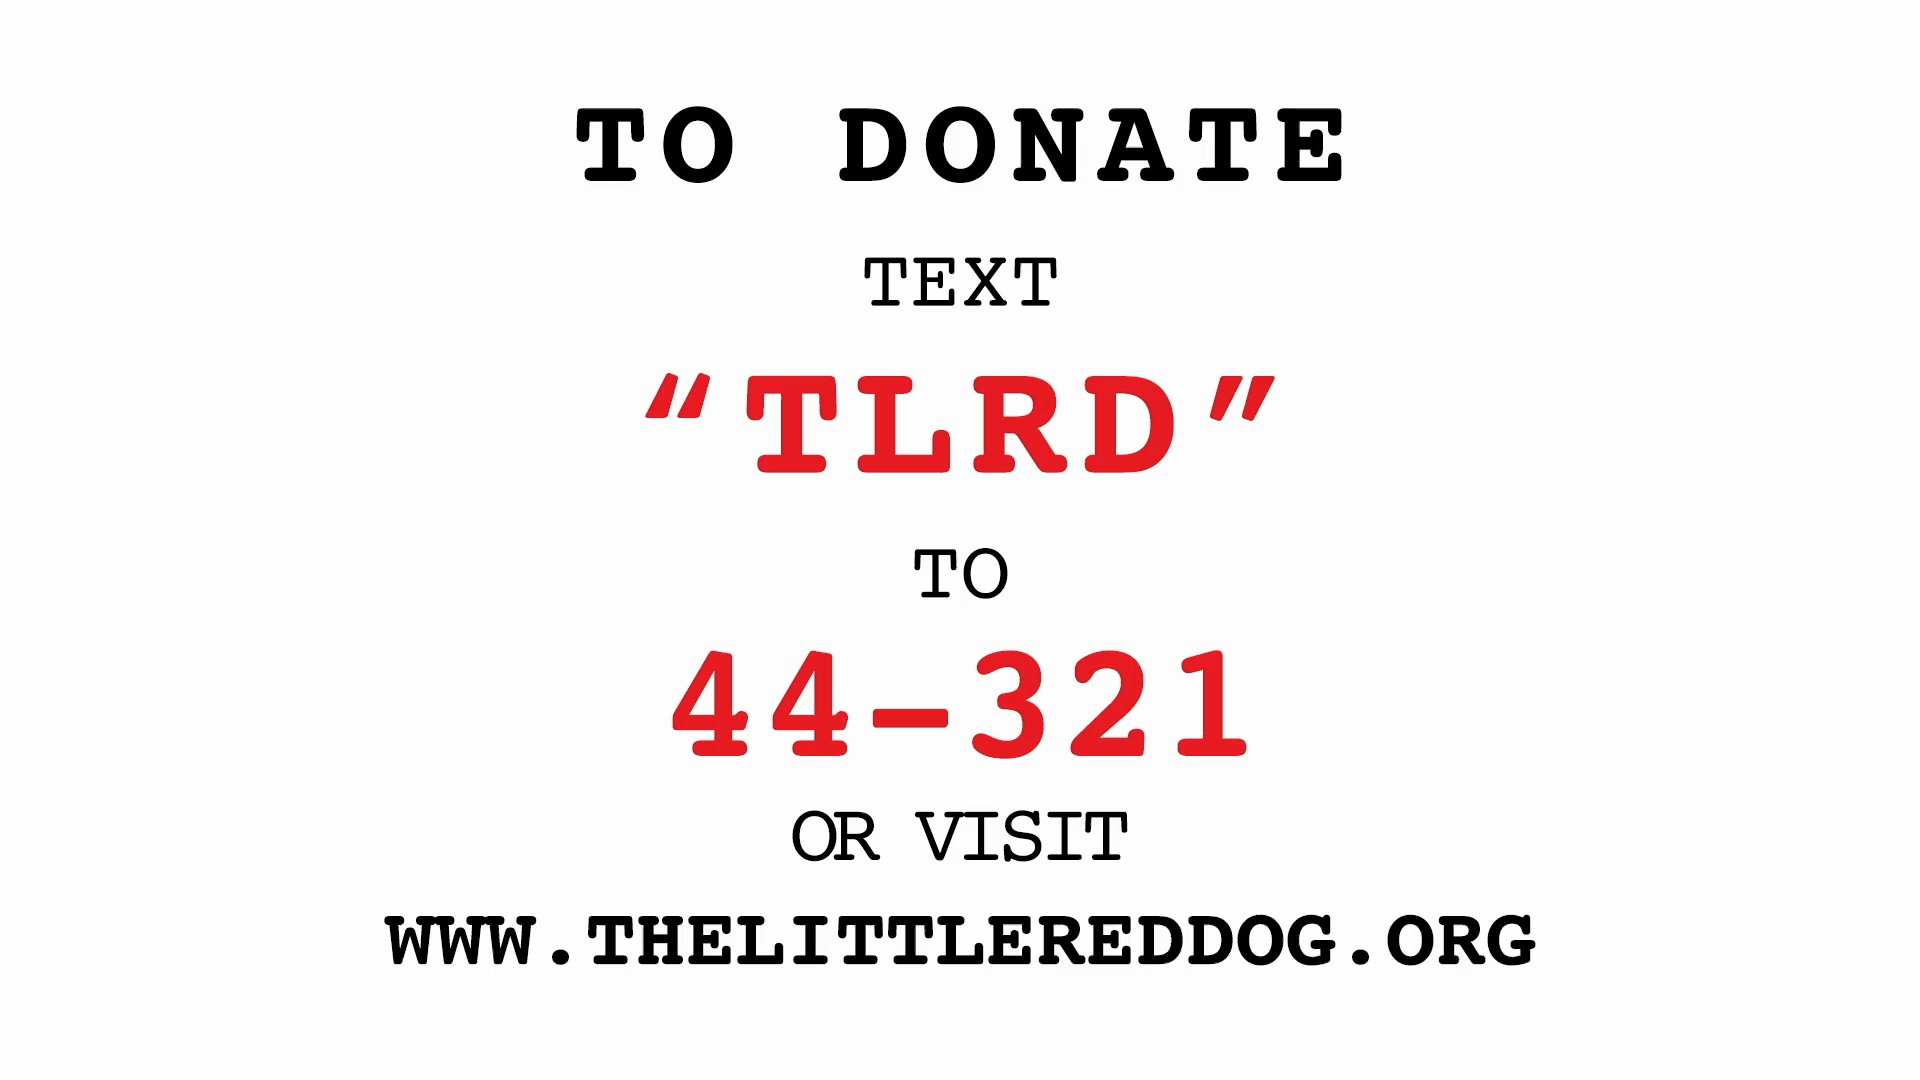 TO DONATE
TEXT
“TLRD”
TO
44-321
OR VISIT
WWW.THELITTLEREDDOG.ORG